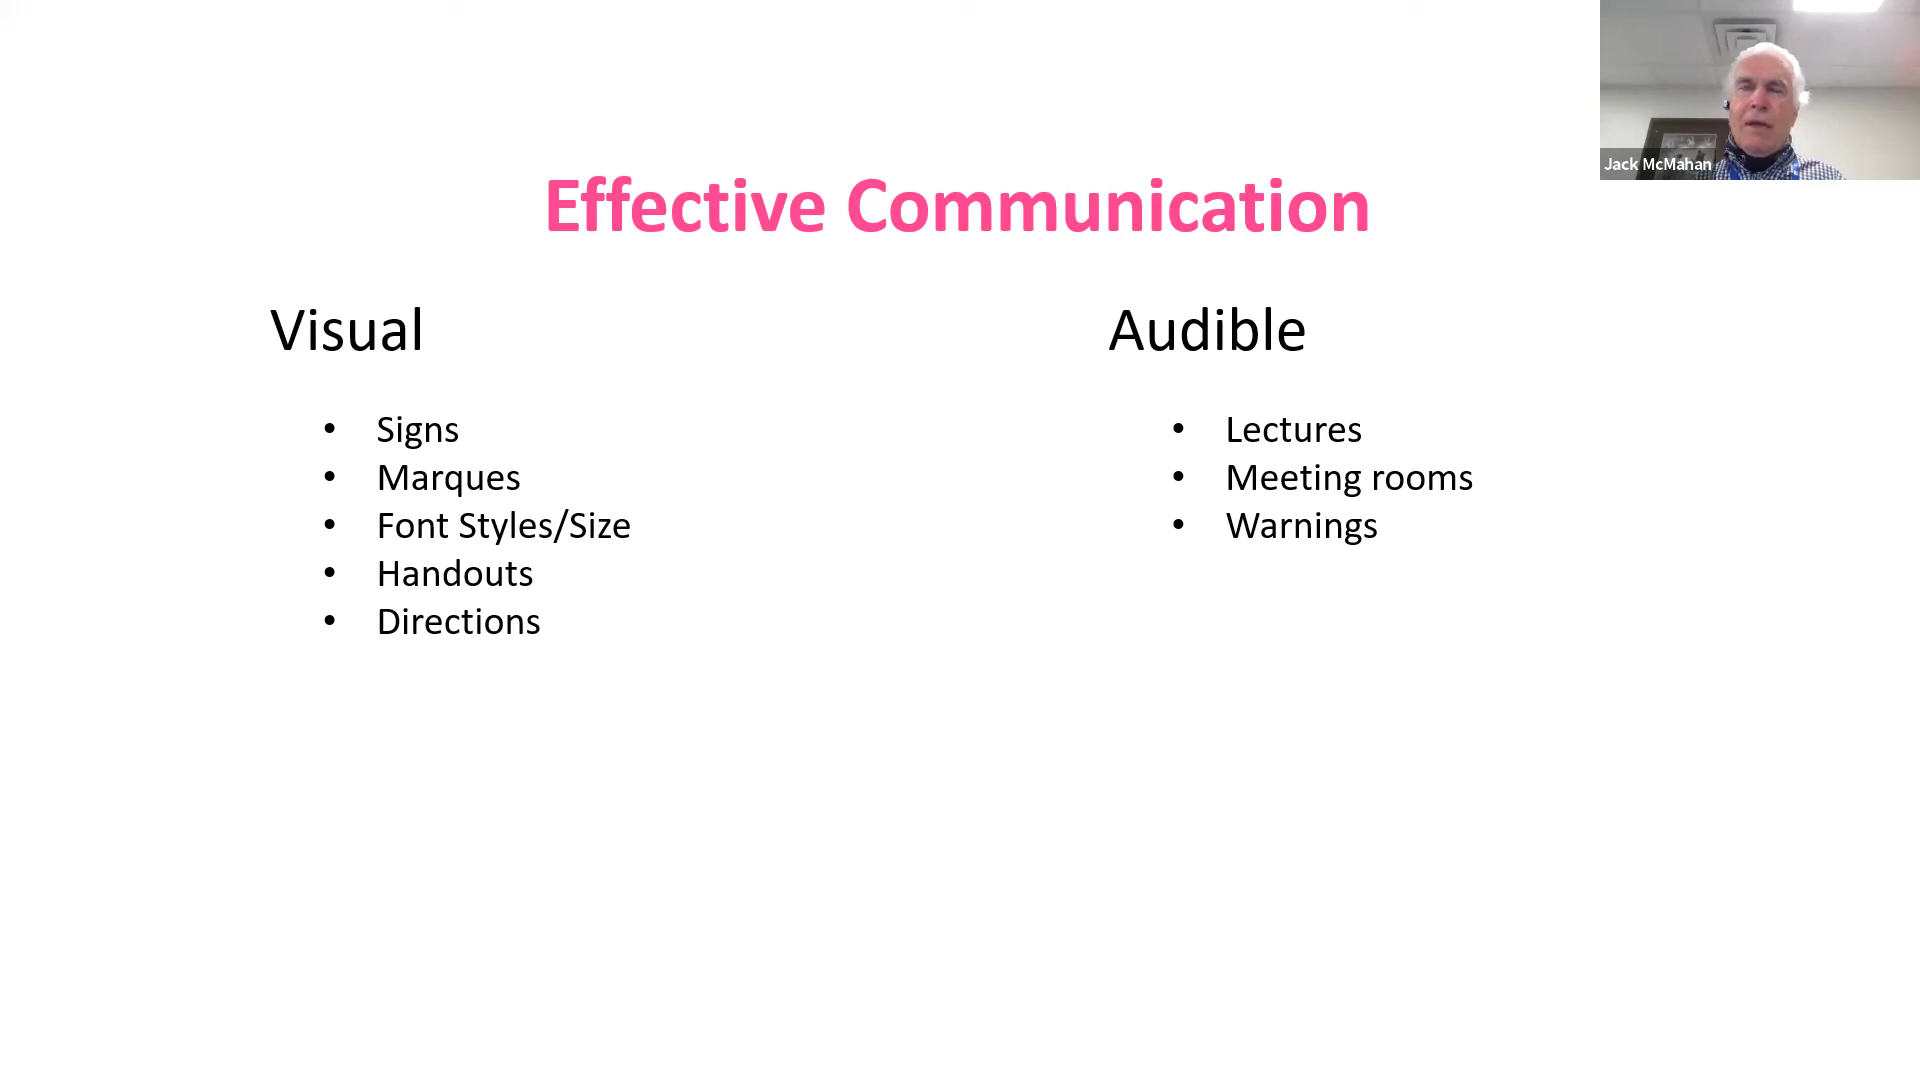 Effective Communication
Visual
• Signs
• Marques
• Font Styles/Size
• Handouts
• Directions
Audible
• Lectures
• Meeting rooms
• Warnings
Jack McMahan